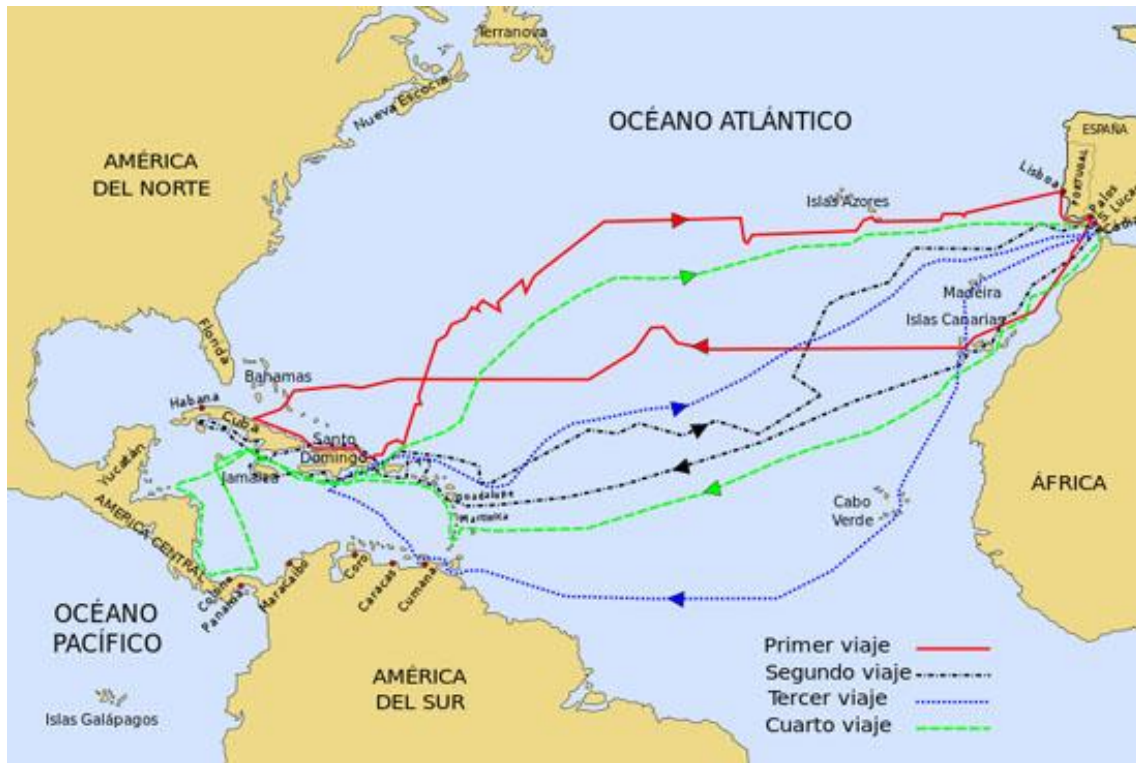 Terranova
Nueva Escocia
OCÉANO ATLÁNTICO
ESPAÑA
PORTUGAL
Lisboa
Palos
S. Lucar
AMÉRICA
DEL NORTE
Islas Azores
Madeira
Islas Canarias
Florida
Bahamas
Habana
Cuba
Santo
Domingo
Jamaica
Yucatán
Guadalupe
AMÉRICA CENTRAL
ÁFRICA
Cabo
Verde
Colona
Panamá
Maracaibo
Coro
Caracas
Cumaná
OCÉANO
PACÍFICO
AMÉRICA
DEL SUR
Islas Galápagos
Primer viaje
Segundo viaje
Tercer viaje
Cuarto viaje